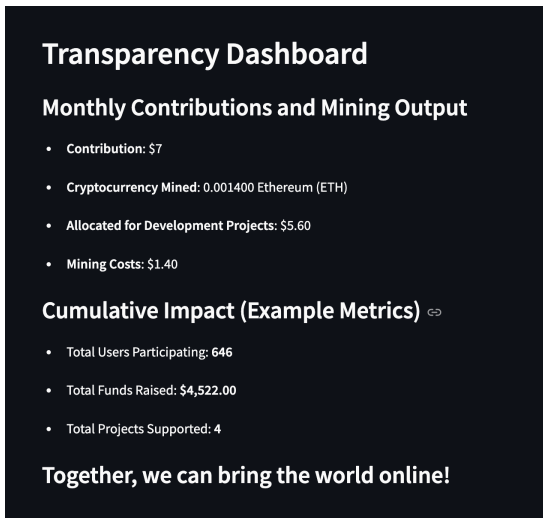 Transparency Dashboard
Monthly Contributions and Mining Output
• Contribution: $7
• Cryptocurrency Mined: 0.001400 Ethereum (ETH)
• Allocated for Development Projects: $5.60
• Mining Costs: $1.40
Cumulative Impact (Example Metrics)
• Total Users Participating: 646
• Total Funds Raised: $4,522.00
• Total Projects Supported: 4
Together, we can bring the world online!